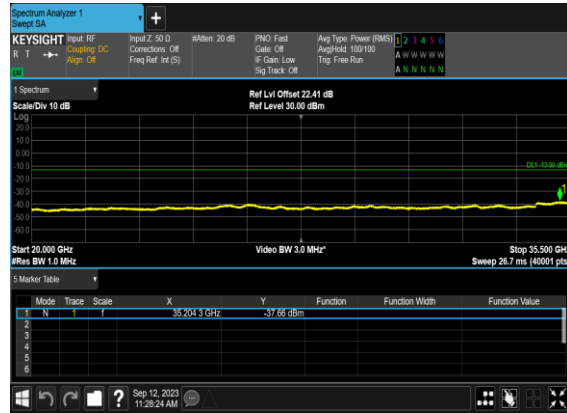 Spectrum Analyzer 1
Swept SA
+
KEYSIGHT Input: RF Input Z: 50 Ω #Atten: 20 dB PNO: Fast Avg Type: Power (RMS) 1 2 3 4 5 6
R T Coupling: DC Corrections: Off Gate: Off Avg|Hold: 100/100 A W W W W W
Align: Off Freq Ref: Int (S) IF Gain: Low Trig: Free Run
Sig Track: Off A N N N N N
1 Spectrum
Scale/Div 10 dB
Ref Lvl Offset 22.41 dB
Ref Level 30.00 dBm
Log
20.0
10.0
0.00
-10.0
DL1 -13.00 dBm
-20.0
-30.0
1
-40.0
-50.0
-60.0
Start 20.000 GHz Video BW 3.0 MHz* Stop 35.500 GHz
#Res BW 1.0 MHz Sweep 26.7 ms (40001 pts)
5 Marker Table
Mode Trace Scale X Y Function Function Width Function Value
1 N 1 f 35.204 3 GHz -37.66 dBm
2
3
4
5
6
? Sep 12, 2023
11:28:24 AM